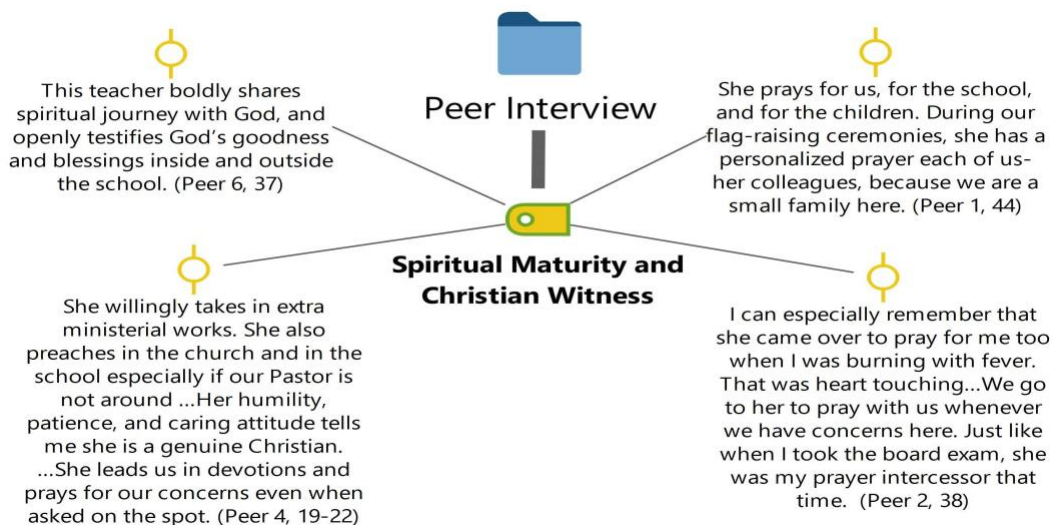 Peer Interview
This teacher boldly shares
spiritual journey with God, and
openly testifies God’s goodness
and blessings inside and outside
the school. (Peer 6, 37)
She prays for us, for the school,
and for the children. During our
flag-raising ceremonies, she has a
personalized prayer each of us-
her colleagues, because we are a
small family here. (Peer 1, 44)
Spiritual Maturity and
Christian Witness
She willingly takes in extra
ministerial works. She also
preaches in the church and in the
school especially if our Pastor is
not around ...Her humility,
patience, and caring attitude tells
me she is a genuine Christian.
...She leads us in devotions and
prays for our concerns even when
asked on the spot. (Peer 4, 19-22)
I can especially remember that
she came over to pray for me too
when I was burning with fever.
That was heart touching...We go
to her to pray with us whenever
we have concerns here. Just like
when I took the board exam, she
was my prayer intercessor that
time.  (Peer 2, 38)